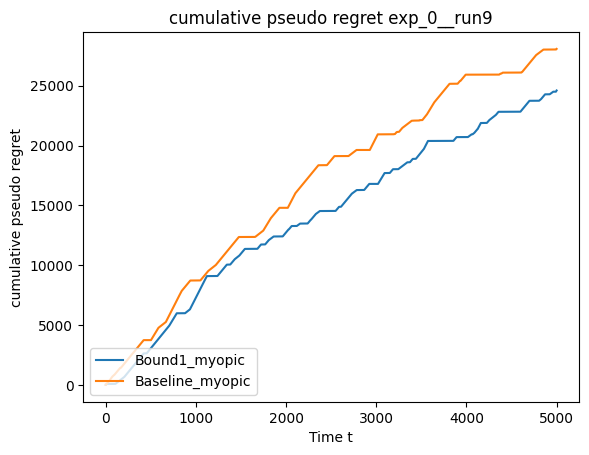 cumulative pseudo regret exp_0__run9
cumulative pseudo regret
25000
20000
15000
10000
5000
0
Bound1_myopic
Baseline_myopic
0 1000 2000 3000 4000 5000
Time t